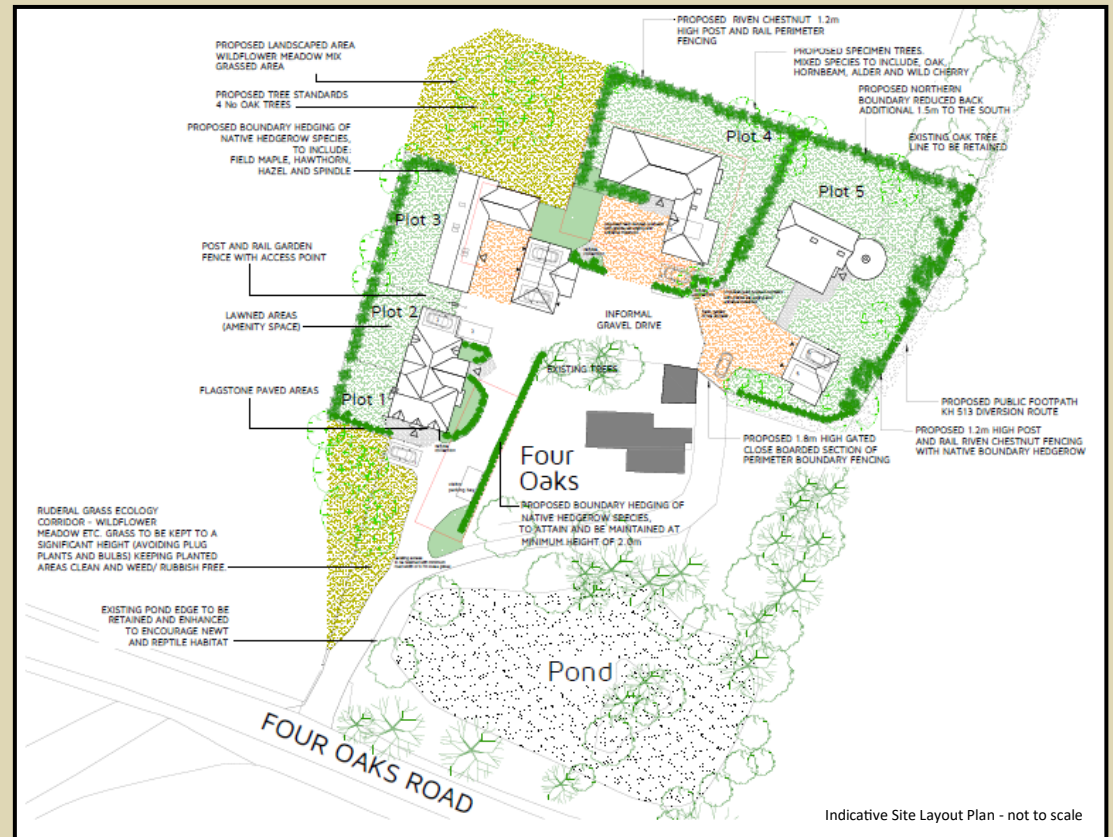 PROPOSED RIVEN CHESTNUT 1.2m
HIGH POST AND RAIL PERIMETER
FENCING
PROPOSED LANDSCAPED AREA
WILDFLOWER MEADOW MIX
GRASSED AREA
PROPOSED SPECIMEN TREES.
MIXED SPECIES TO INCLUDE, OAK,
HORNBEAM, ALDER AND WILD CHERRY
PROPOSED TREE STANDARDS
4 No OAK TREES
PROPOSED NORTHERN
BOUNDARY REDUCED BACK
ADDITIONAL 1.5m TO THE SOUTH
PROPOSED BOUNDARY HEDGING OF
NATIVE HEDGEROW SPECIES,
TO INCLUDE:
FIELD MAPLE, HAWTHORN,
HAZEL AND SPINDLE
EXISTING OAK TREE
LINE TO BE RETAINED
Plot 4
Plot 5
Plot 3
POST AND RAIL GARDEN
FENCE WITH ACCESS POINT
LAWNED AREAS
(AMENITY SPACE)
Plot 2
INFORMAL
GRAVEL DRIVE
EXISTING TREES
FLAGSTONE PAVED AREAS
Plot 1
PROPOSED PUBLIC FOOTPATH
KH 513 DIVERSION ROUTE
PROPOSED 1.2m HIGH POST
AND RAIL RIVEN CHESTNUT FENCING
WITH NATIVE BOUNDARY HEDGEROW
PROPOSED 1.8m HIGH GATED
CLOSE BOARDED SECTION OF
PERIMETER BOUNDARY FENCING
Four
Oaks
visitor
parking bay
PROPOSED BOUNDARY HEDGING OF
NATIVE HEDGEROW SPECIES,
TO ATTAIN AND BE MAINTAINED AT
MINIMUM HEIGHT OF 2.0m
RUDERAL GRASS ECOLOGY
CORRIDOR - WILDFLOWER
MEADOW ETC. GRASS TO BE KEPT TO A
SIGNIFICANT HEIGHT (AVOIDING PLUG
PLANTS AND BULBS) KEEPING PLANTED
AREAS CLEAN AND WEED/ RUBBISH FREE.
EXISTING POND EDGE TO BE
RETAINED AND ENHANCED
TO ENCOURAGE NEWT
AND REPTILE HABITAT
Pond
FOUR OAKS ROAD
Indicative Site Layout Plan - not to scale